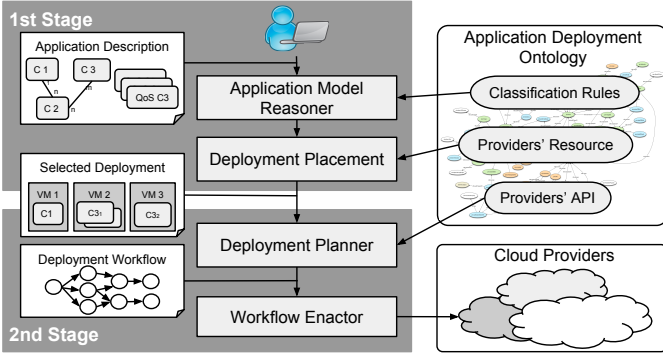 1st Stage
Application Description
C 1
C 3
n
m
C 2
n
QoS C3
Application Model
Reasoner
Deployment Placement
Selected Deployment
VM 1
VM 2
VM 3
C1
C3₁
C3₂
Deployment Planner
Deployment Workflow
Workflow Enactor
2nd Stage
Application Deployment
Ontology
Classification Rules
Providers' Resource
Providers' API
Cloud Providers